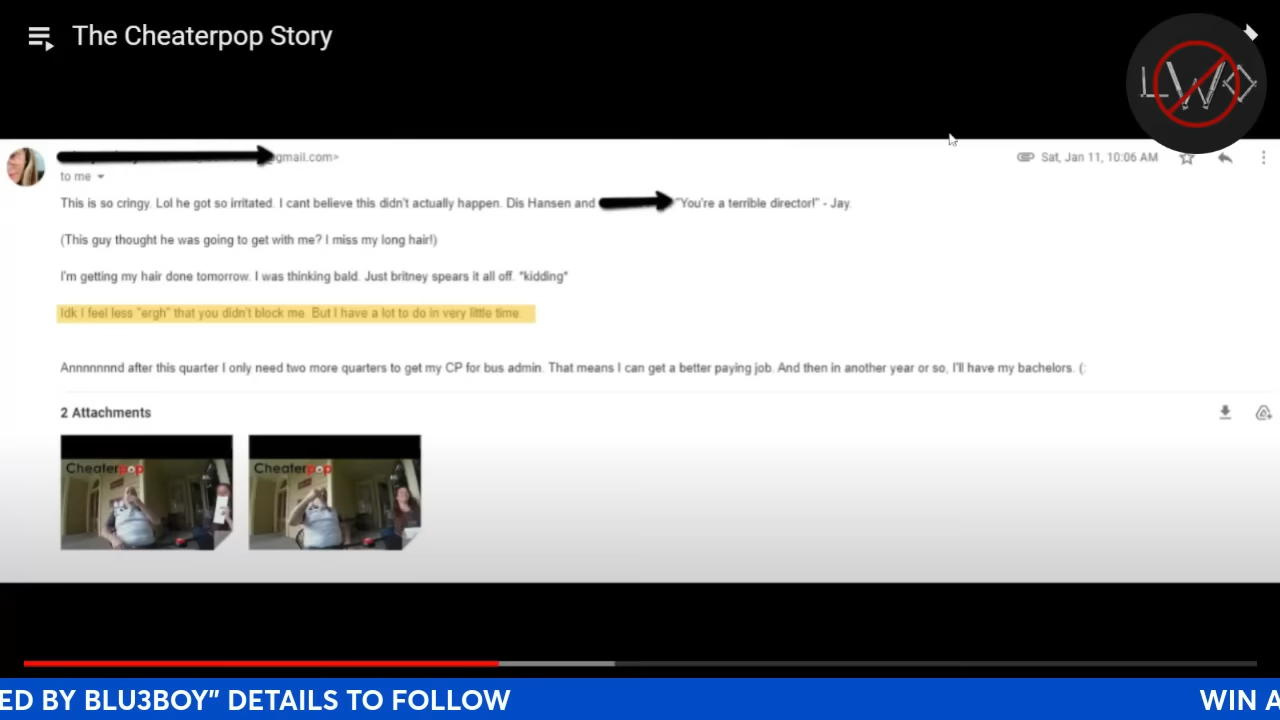 The Cheaterpop Story
LWO
gmail.com>
Sat, Jan 11, 10:06 AM
to me
This is so cringy. Lol he got so irritated. I cant believe this didn't actually happen. Dis Hansen and "You're a terrible director!" - Jay.
(This guy thought he was going to get with me? I miss my long hair!)
I'm getting my hair done tomorrow. I was thinking bald. Just britney spears it all off. *kidding*
Idk I feel less "ergh" that you didn't block me. But I have a lot to do in very little time.
Annnnnnnd after this quarter I only need two more quarters to get my CP for bus admin. That means I can get a better paying job. And then in another year or so, I'll have my bachelors. (:
2 Attachments
Cheaterpop
Cheaterpop
ED BY BLU3BOY” DETAILS TO FOLLOW
WIN A